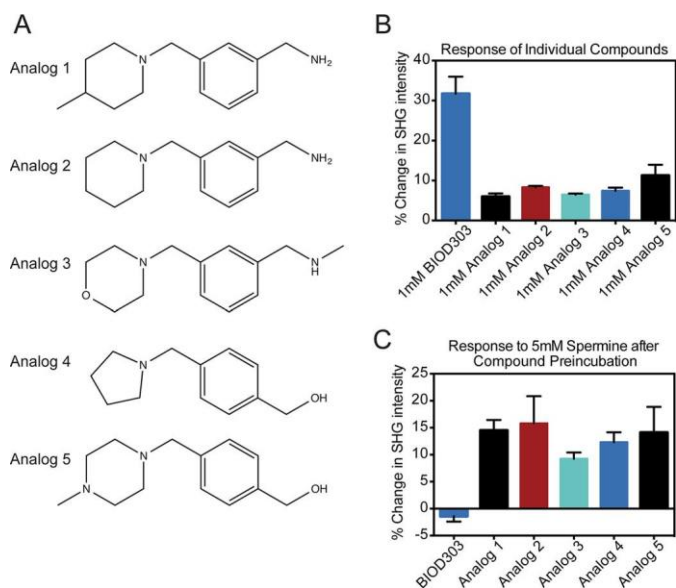 A
Analog 1
N
NH2
Analog 2
N
NH2
Analog 3
N
O
N
H
Analog 4
N
OH
Analog 5
N
N
OH
B
Response of Individual Compounds
% Change in SHG intensity
40
30
20
10
0
1mM BIOD303
1mM Analog 1
1mM Analog 2
1mM Analog 3
1mM Analog 4
1mM Analog 5
C
Response to 5mM Spermine after
Compound Preincubation
% Change in SHG intensity
25
20
15
10
5
0
-5
BIOD303
Analog 1
Analog 2
Analog 3
Analog 4
Analog 5